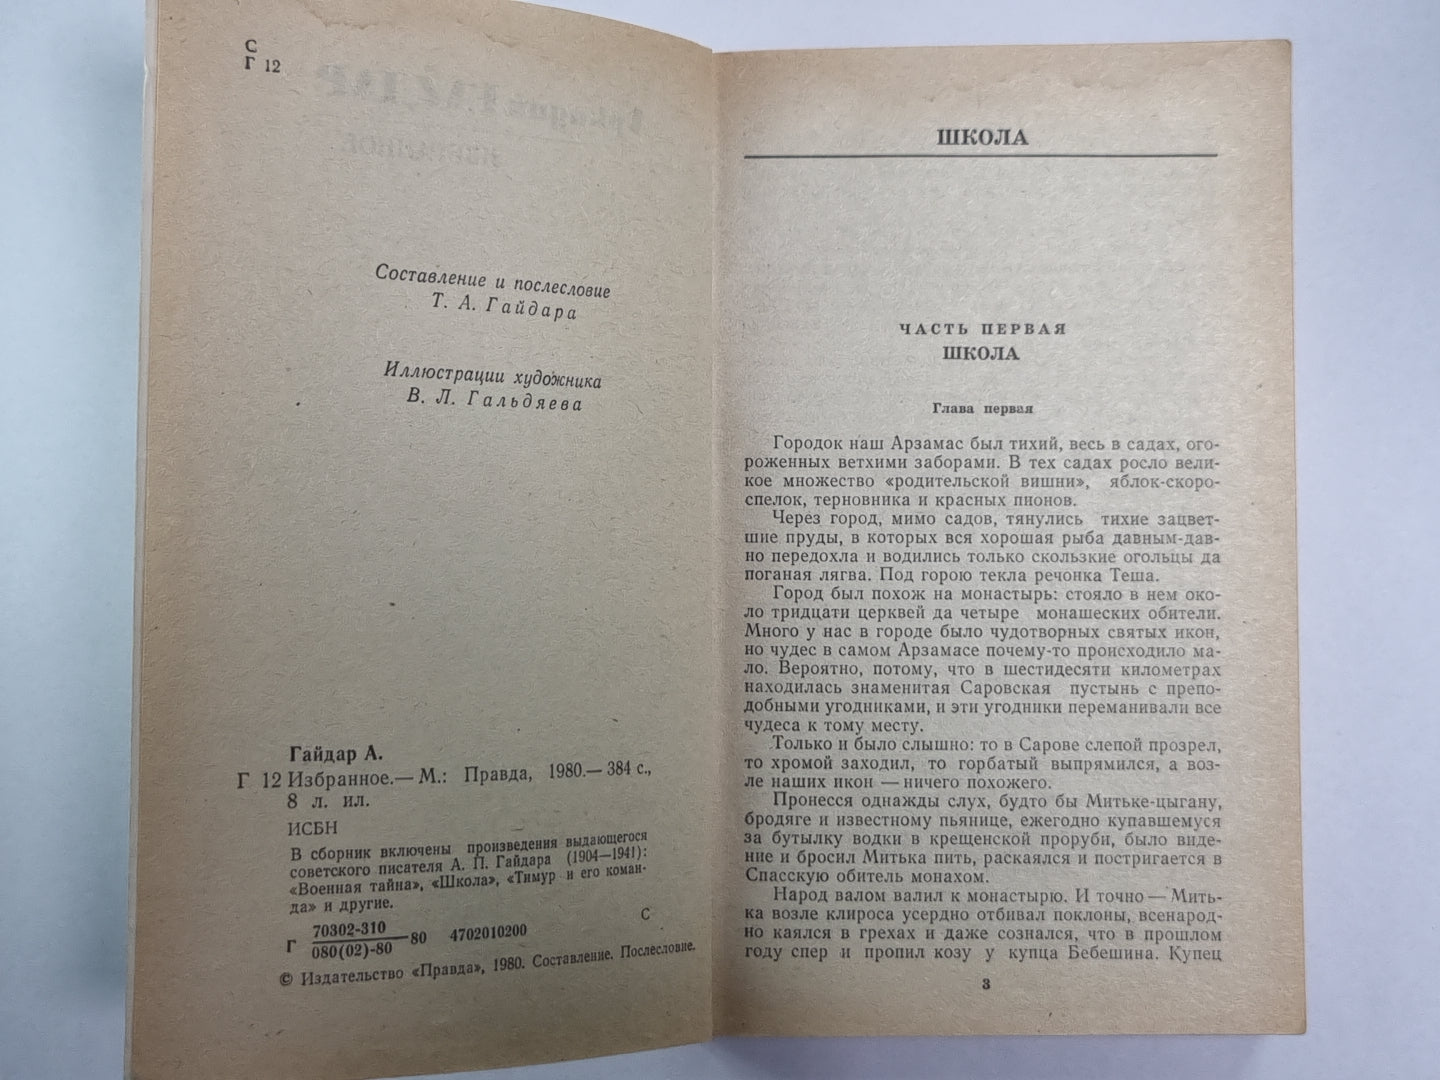 С
Г 12
Составление и послесловие
Т. А. Гайдара
Иллюстрации художника
В. Л. Гальдяева
Гайдар А.
Г 12 Избранное.— М.: Правда, 1980.— 384 с.,
8 л. ил.
ИСБН
В сборник включены произведения выдающегося
советского писателя А. П. Гайдара (1904—1941):
«Военная тайна», «Школа», «Тимур и его коман-
да» и другие.
С
Г 70302-310
080(02)-80 —80 4702010200
© Издательство «Правда», 1980. Составление. Послесловие.
ШКОЛА
ЧАСТЬ ПЕРВАЯ
ШКОЛА
Глава первая
Городок наш Арзамас был тихий, весь в садах, ого-
роженных ветхими заборами. В тех садах росло вели-
кое множество «родительской вишни», яблок-скоро-
спелок, терновника и красных пионов.
Через город, мимо садов, тянулись тихие зацвет-
шие пруды, в которых вся хорошая рыба давным-дав-
но передохла и водились только скользкие огольцы да
поганая лягва. Под горою текла речонка Теша.
Город был похож на монастырь: стояло в нем око-
ло тридцати церквей да четыре монашеских обители.
Много у нас в городе было чудотворных святых икон,
но чудес в самом Арзамасе почему-то происходило ма-
ло. Вероятно, потому, что в шестидесяти километрах
находилась знаменитая Саровская пустынь с препо-
добными угодниками, и эти угодники переманивали все
чудеса к тому месту.
Только и было слышно: то в Сарове слепой прозрел,
то хромой заходил, то горбатый выпрямился, а воз-
ле наших икон — ничего похожего.
Пронесся однажды слух, будто бы Митьке-цыгану,
бродяге и известному пьянице, ежегодно купавшемуся
за бутылку водки в крещенской проруби, было виде-
ние и бросил Митька пить, раскаялся и постригается в
Спасскую обитель монахом.
Народ валом валил к монастырю. И точно — Мить-
ка возле клироса усердно отбивал поклоны, всенарод-
но каялся в грехах и даже сознался, что в прошлом
году спер и пропил козу у купца Бебешина. Купец
3